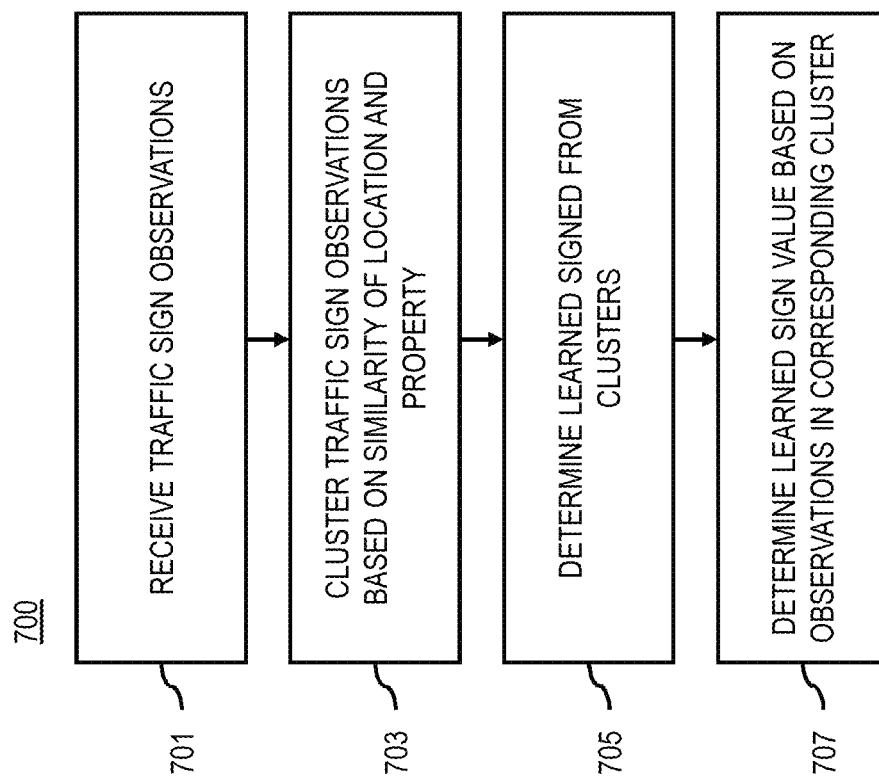 700
701
RECEIVE TRAFFIC SIGN OBSERVATIONS
703
CLUSTER TRAFFIC SIGN OBSERVATIONS
BASED ON SIMILARITY OF LOCATION AND
PROPERTY
705
DETERMINE LEARNED SIGNED FROM
CLUSTERS
707
DETERMINE LEARNED SIGN VALUE BASED ON
OBSERVATIONS IN CORRESPONDING CLUSTER